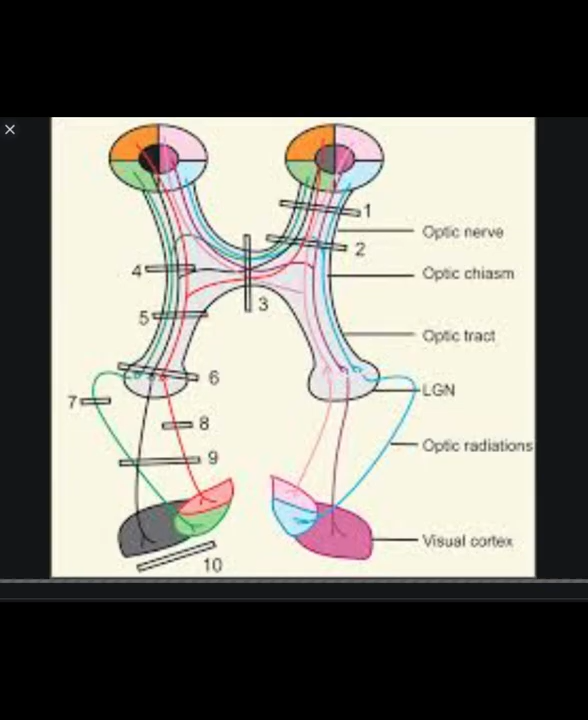 1
Optic nerve
2
4
Optic chiasm
3
5
Optic tract
6
LGN
7
8
Optic radiations
9
Visual cortex
10